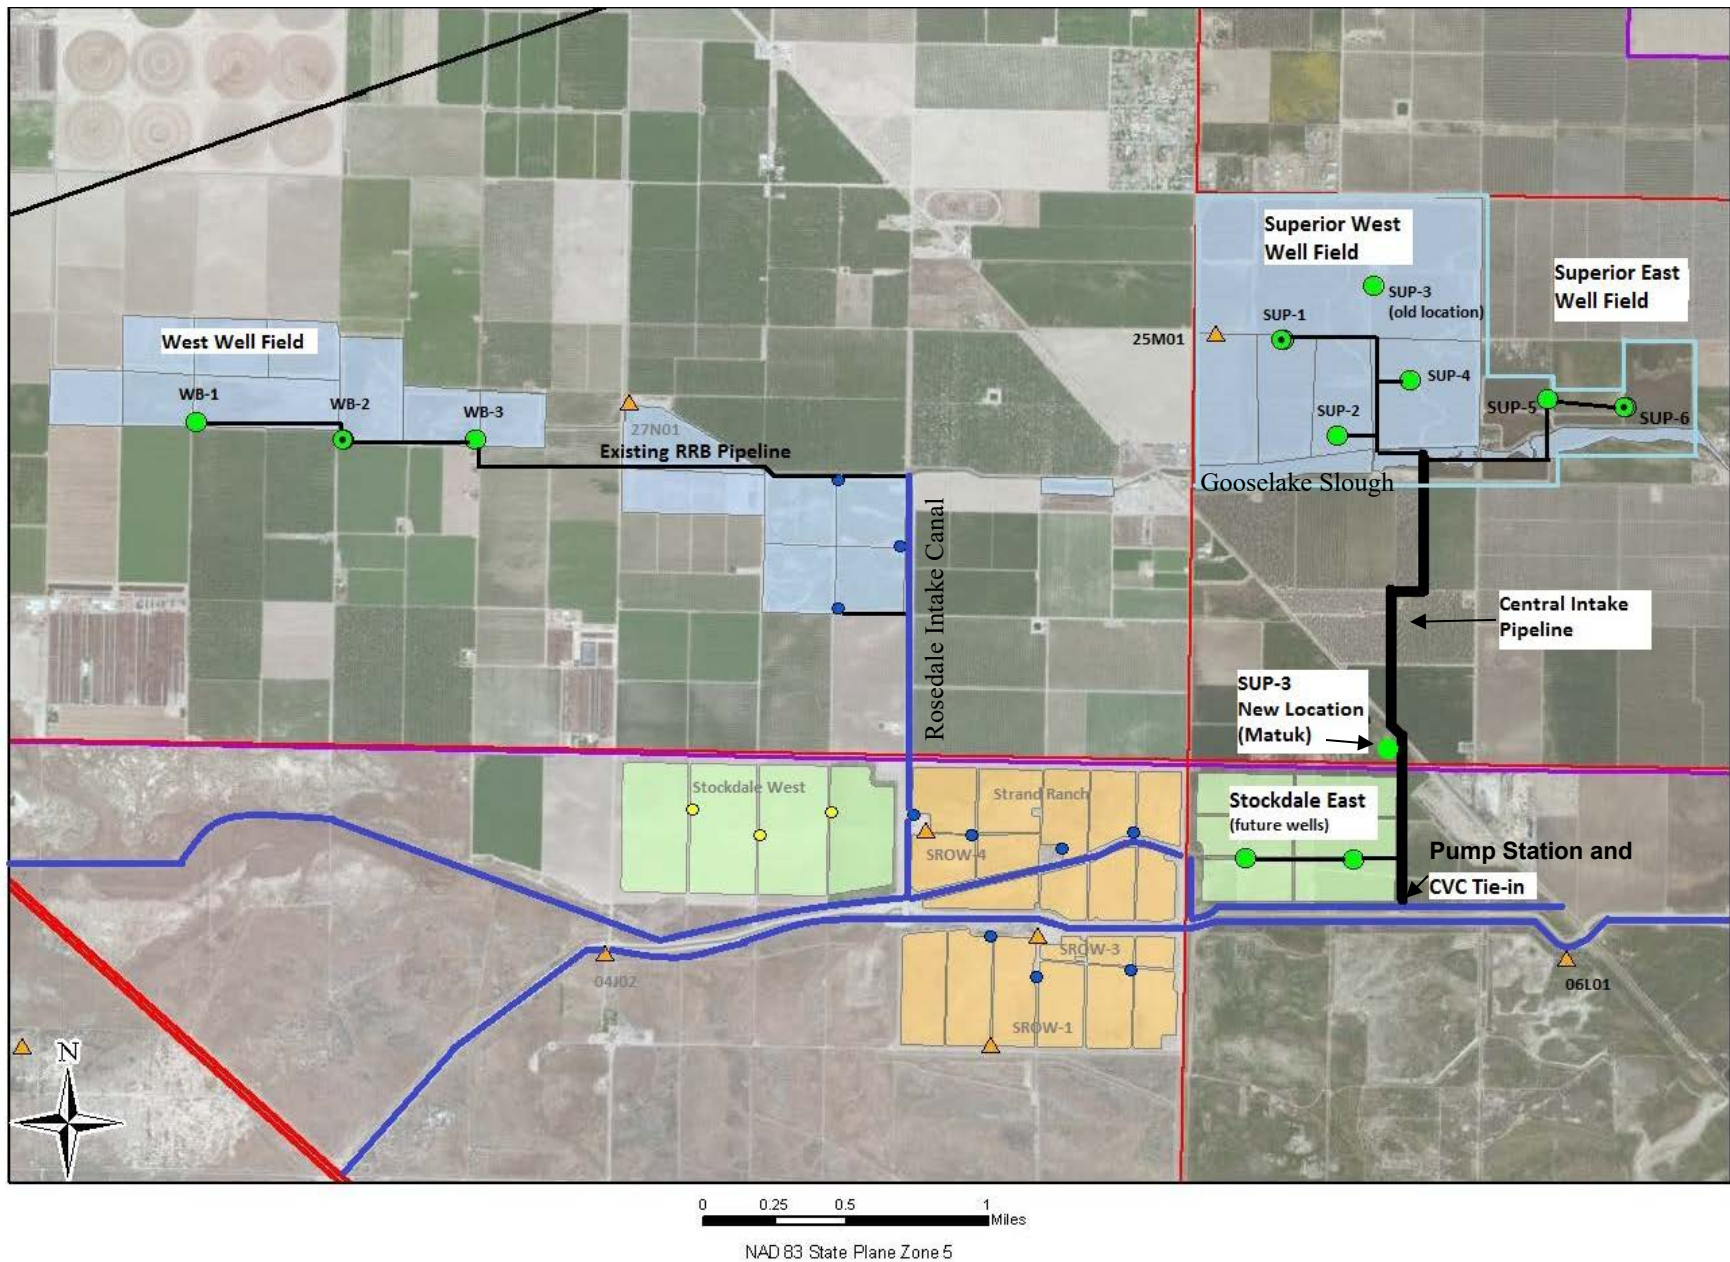 Superior West
Well Field
Superior East
Well Field
SUP-3
(old location)
SUP-1
25M01
West Well Field
SUP-4
WB-1
WB-2
WB-3
SUP-2
SUP-5
SUP-6
27N01
Existing RRB Pipeline
Gooselake Slough
Rosedale Intake Canal
Central Intake
Pipeline
SUP-3
New Location
(Matuk)
Stockdale West
Strand Ranch
Stockdale East
(future wells)
SROW-4
Pump Station and
CVC Tie-in
SROW-3
04J02
06L01
SROW-1
N
0 0.25 0.5 1
Miles
NAD 83 State Plane Zone 5